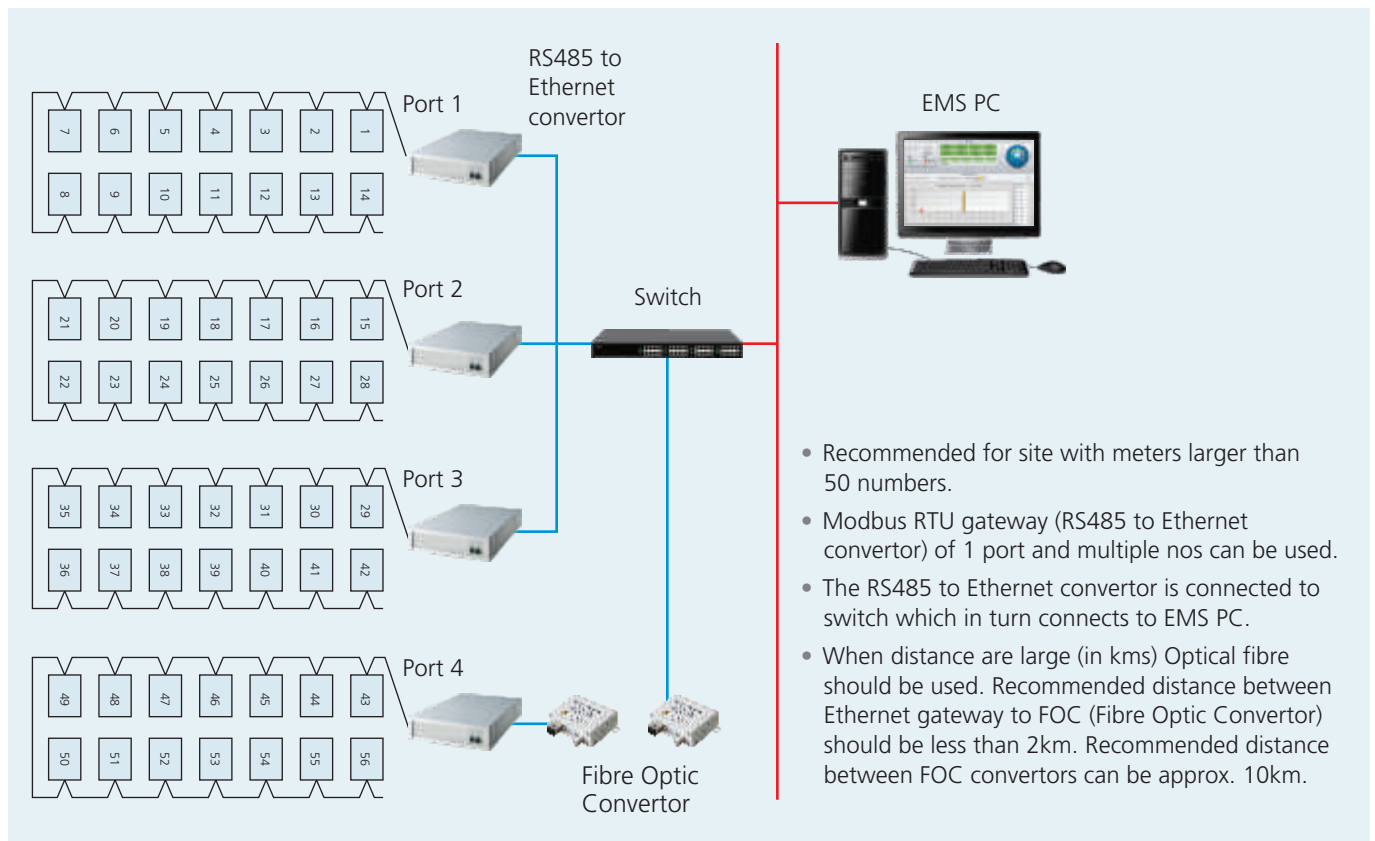 RS485 to
Ethernet
convertor
Port 1
7 6 5 4 3 2 1
8 9 10 11 12 13 14
EMS PC
Port 2
21 20 19 18 17 16 15
22 23 24 25 26 27 28
Switch
Port 3
35 34 33 32 31 30 29
36 37 38 39 40 41 42
Port 4
49 48 47 46 45 44 43
50 51 52 53 54 55 56
Fibre Optic
Convertor
• Recommended for site with meters larger than
50 numbers.
• Modbus RTU gateway (RS485 to Ethernet
convertor) of 1 port and multiple nos can be used.
• The RS485 to Ethernet convertor is connected to
switch which in turn connects to EMS PC.
• When distance are large (in kms) Optical fibre
should be used. Recommended distance between
Ethernet gateway to FOC (Fibre Optic Convertor)
should be less than 2km. Recommended distance
between FOC convertors can be approx. 10km.